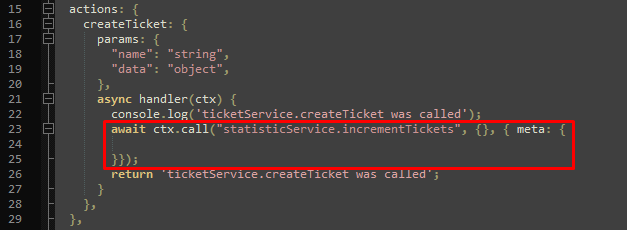 15 actions: {
16 createTicket: {
17 params: {
18 "name": "string",
19 "data": "object",
20 },
21 async handler(ctx) {
22 console.log('ticketService.createTicket was called');
23 await ctx.call("statisticService.incrementTickets", {}, { meta: {
24
25 }});
26 return 'ticketService.createTicket was called';
27 }
28 },
29 },